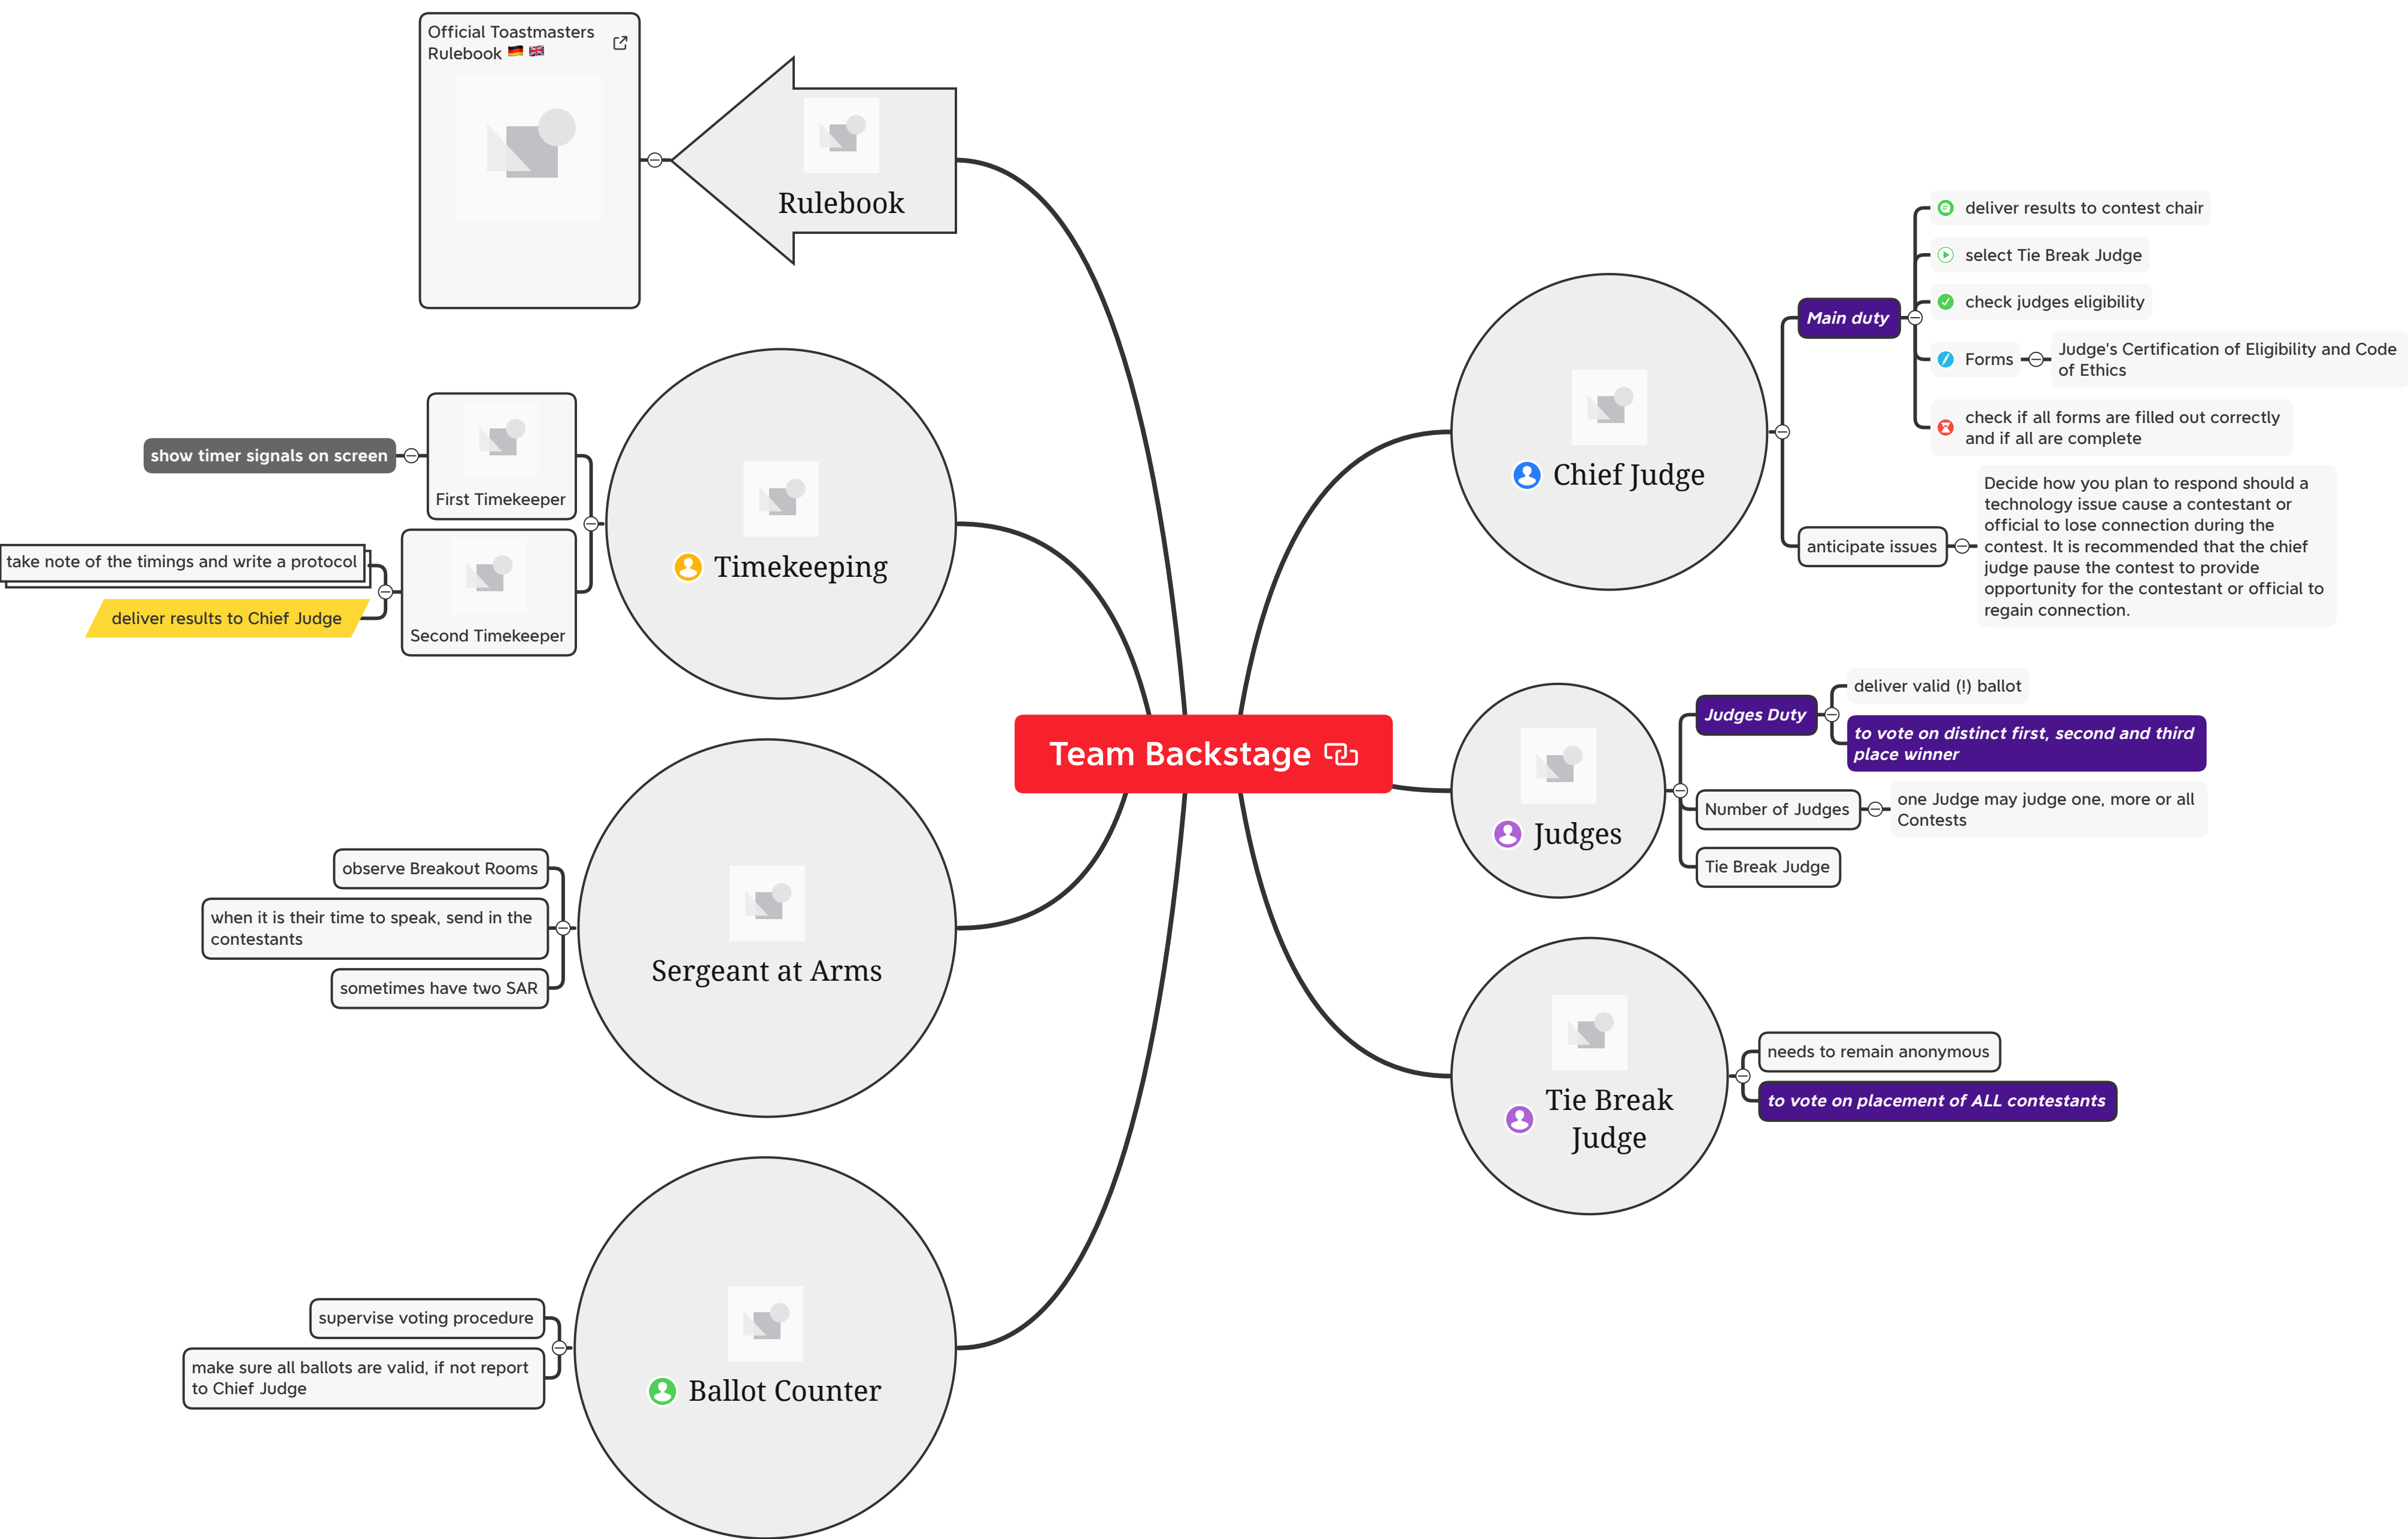 Team Backstage
Chief Judge
Main duty
deliver results to contest chair
select Tie Break Judge
check judges eligibility
Forms
Judge's Certification of Eligibility and Code
of Ethics
check if all forms are filled out correctly
and if all are complete
anticipate issues
Decide how you plan to respond should a
technology issue cause a contestant or
official to lose connection during the
contest. It is recommended that the chief
judge pause the contest to provide
opportunity for the contestant or official to
regain connection.
Judges
Judges Duty
deliver valid (!) ballot
to vote on distinct first, second and third
place winner
Number of Judges
one Judge may judge one, more or all
Contests
Tie Break Judge
Tie Break
Judge
needs to remain anonymous
to vote on placement of ALL contestants
Rulebook
Official Toastmasters
Rulebook 🇩🇪 🇬🇧
Timekeeping
First Timekeeper
show timer signals on screen
Second Timekeeper
take note of the timings and write a protocol
deliver results to Chief Judge
Sergeant at Arms
observe Breakout Rooms
when it is their time to speak, send in the
contestants
sometimes have two SAR
Ballot Counter
supervise voting procedure
make sure all ballots are valid, if not report
to Chief Judge